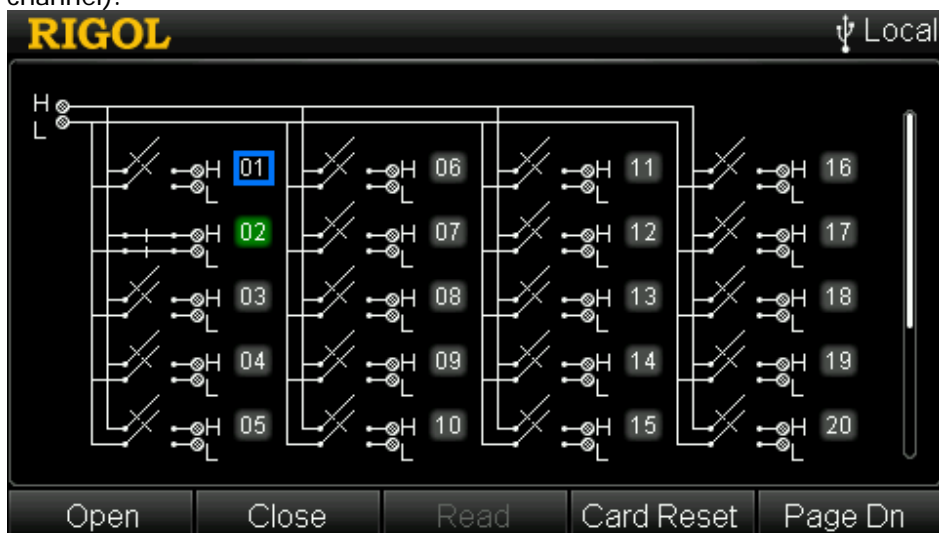 channel).
RIGOL Local
H
L
H 01 H 06 H 11 H 16
L L L L
H 02 H 07 H 12 H 17
L L L L
H 03 H 08 H 13 H 18
L L L L
H 04 H 09 H 14 H 19
L L L L
H 05 H 10 H 15 H 20
L L L L
Open Close Read Card Reset Page Dn